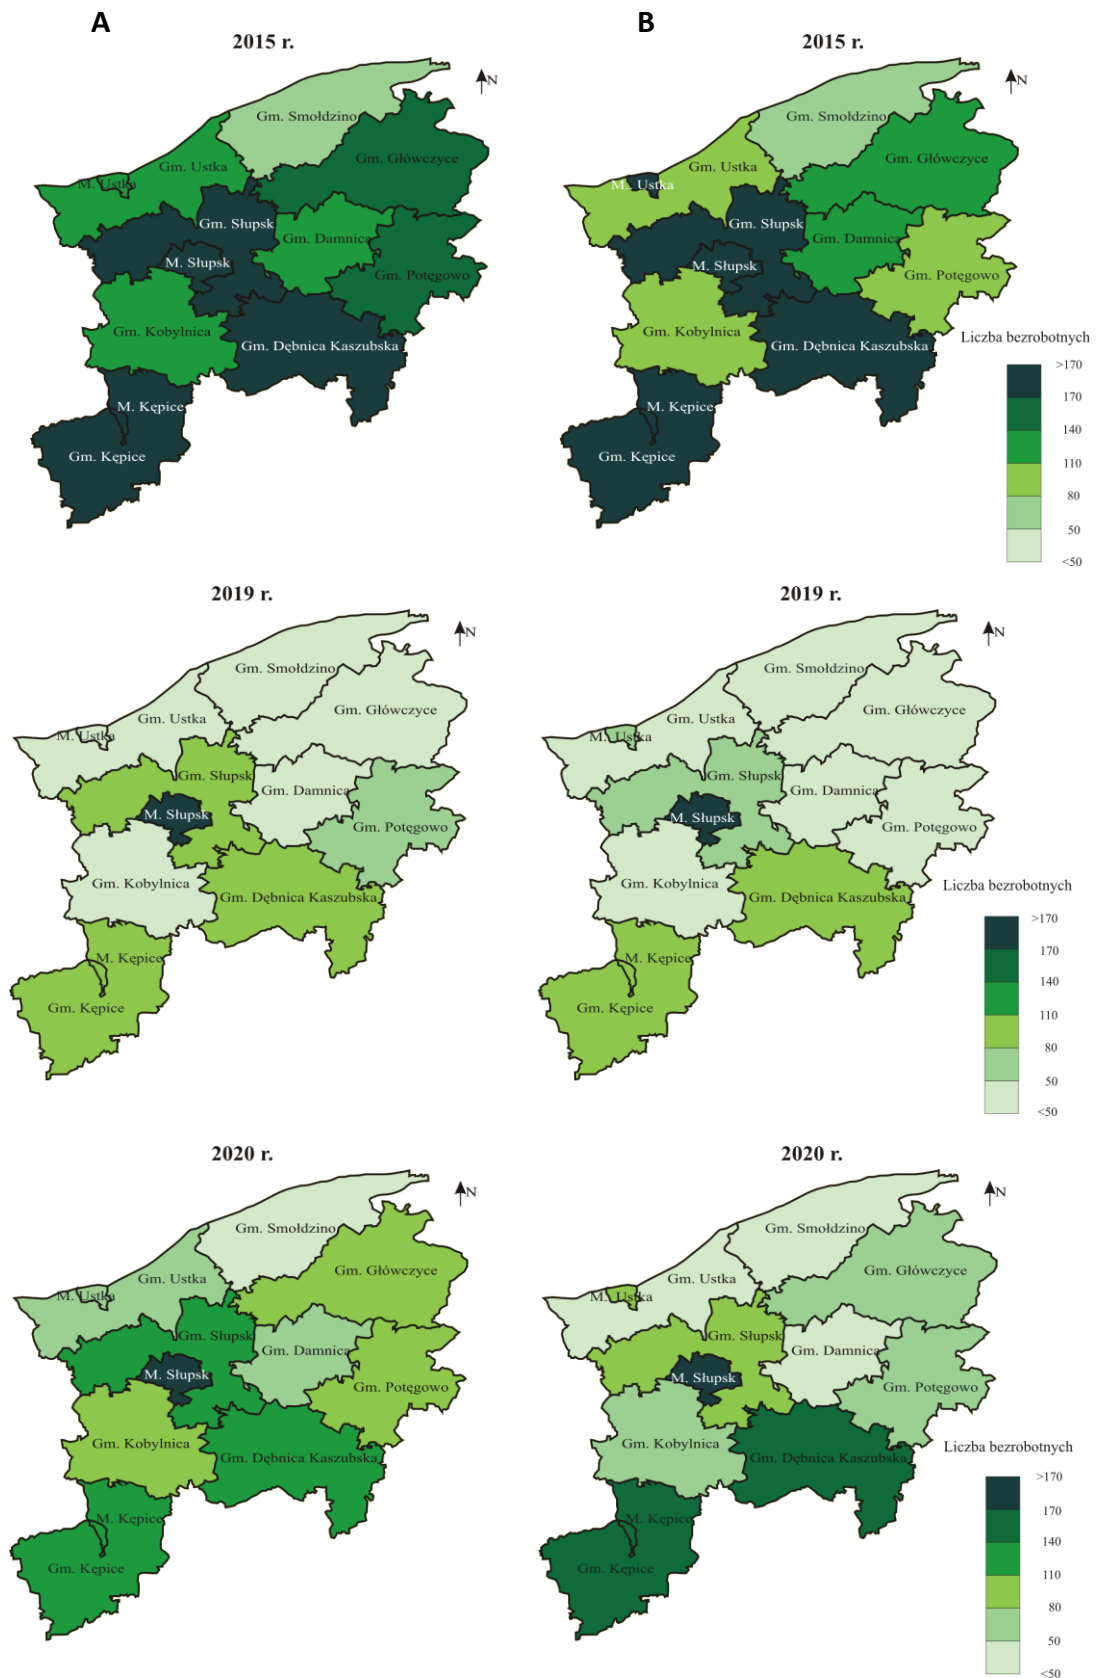 A
B
2015 r.
2015 r.
N
N
Gm. Smołdzino
Gm. Smołdzino
Gm. Główczyce
Gm. Główczyce
Gm. Ustka
Gm. Ustka
M. Ustka
M. Ustka
Gm. Słupsk
Gm. Słupsk
Gm. Damnica
Gm. Damnica
M. Słupsk
M. Słupsk
Gm. Potęgowo
Gm. Potęgowo
Gm. Kobylnica
Gm. Kobylnica
Gm. Dębnica Kaszubska
Gm. Dębnica Kaszubska
M. Kępice
M. Kępice
Gm. Kępice
Gm. Kępice
Liczba bezrobotnych
>170
170
140
110
80
50
<50
2019 r.
2019 r.
N
N
Gm. Smołdzino
Gm. Smołdzino
Gm. Główczyce
Gm. Główczyce
Gm. Ustka
Gm. Ustka
M. Ustka
M. Ustka
Gm. Słupsk
Gm. Słupsk
Gm. Damnica
Gm. Damnica
M. Słupsk
M. Słupsk
Gm. Potęgowo
Gm. Potęgowo
Gm. Kobylnica
Gm. Kobylnica
Gm. Dębnica Kaszubska
Gm. Dębnica Kaszubska
M. Kępice
M. Kępice
Gm. Kępice
Gm. Kępice
Liczba bezrobotnych
>170
170
140
110
80
50
<50
2020 r.
2020 r.
N
N
Gm. Smołdzino
Gm. Smołdzino
Gm. Główczyce
Gm. Główczyce
Gm. Ustka
Gm. Ustka
M. Ustka
M. Ustka
Gm. Słupsk
Gm. Słupsk
Gm. Damnica
Gm. Damnica
M. Słupsk
M. Słupsk
Gm. Potęgowo
Gm. Potęgowo
Gm. Kobylnica
Gm. Kobylnica
Gm. Dębnica Kaszubska
Gm. Dębnica Kaszubska
M. Kępice
M. Kępice
Gm. Kępice
Gm. Kępice
Liczba bezrobotnych
>170
170
140
110
80
50
<50